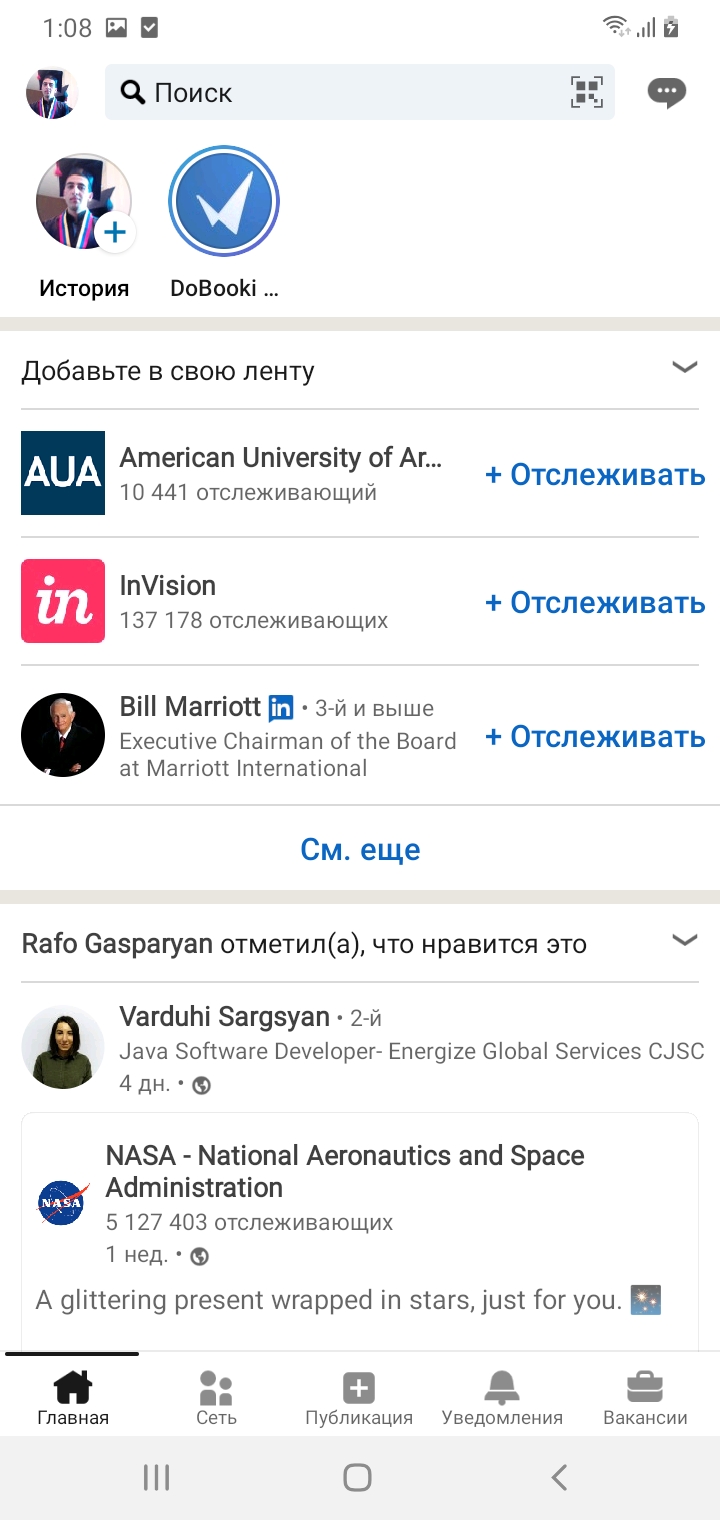 1:08
Поиск
История
DoBooki ...
Добавьте в свою ленту
AUA
American University of Ar...
10 441 отслеживающий
+ Отслеживать
in
InVision
137 178 отслеживающих
+ Отслеживать
Bill Marriott in • 3-й и выше
Executive Chairman of the Board
at Marriott International
+ Отслеживать
См. еще
Rafo Gasparyan отметил(а), что нравится это
Varduhi Sargsyan • 2-й
Java Software Developer- Energize Global Services CJSC
4 дн. •
NASA
NASA - National Aeronautics and Space
Administration
5 127 403 отслеживающих
1 нед. •
A glittering present wrapped in stars, just for you. 🎇
Главная
Сеть
Публикация
Уведомления
Вакансии